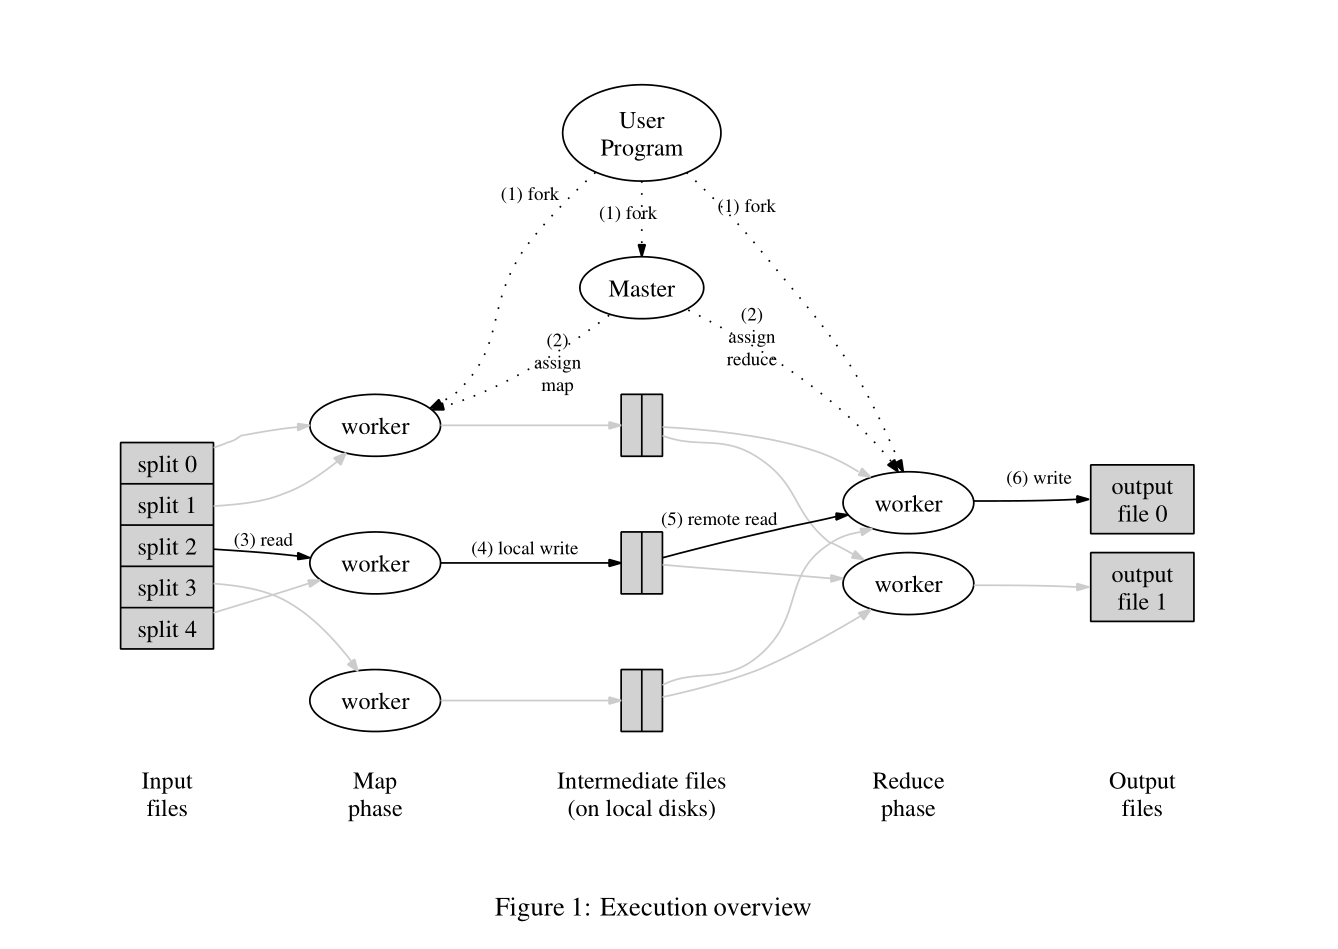 User
Program
(1) fork
(1) fork
(1) fork
Master
(2)
assign
map
(2)
assign
reduce
worker
split 0
split 1
split 2
split 3
split 4
(3) read
worker
(4) local write
(5) remote read
worker
(6) write
output
file 0
worker
output
file 1
worker
Input
files
Map
phase
Intermediate files
(on local disks)
Reduce
phase
Output
files
Figure 1: Execution overview